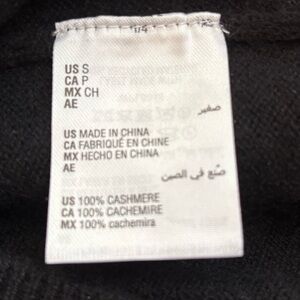 US S
CA P
MX CH
AE صغير
US MADE IN CHINA
CA FABRIQUÉ EN CHINE
MX HECHO EN CHINA
AE صنع في الصين
US 100% CASHMERE
CA 100% CACHEMIRE
MX 100% cachemira